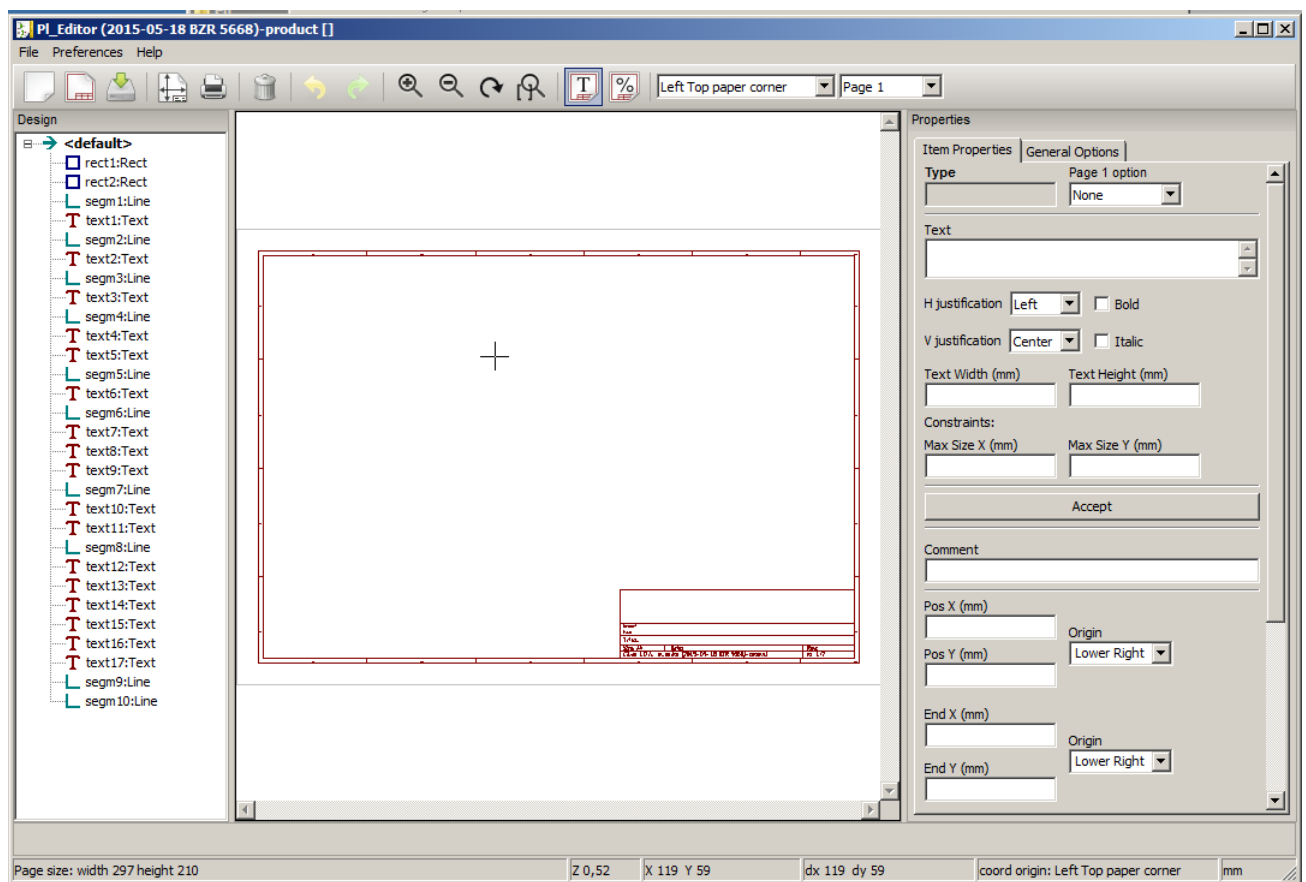 Pl_Editor (2015-05-18 BZR 5668)-product []
File Preferences Help
T % Left Top paper corner Page 1
Design
<default>
rect1:Rect
rect2:Rect
segm1:Line
T text1:Text
segm2:Line
T text2:Text
segm3:Line
T text3:Text
segm4:Line
T text4:Text
T text5:Text
segm5:Line
T text6:Text
segm6:Line
T text7:Text
T text8:Text
T text9:Text
segm7:Line
T text10:Text
T text11:Text
segm8:Line
T text12:Text
T text13:Text
T text14:Text
T text15:Text
T text16:Text
T text17:Text
segm9:Line
segm10:Line
Properties
Item Properties General Options
Type Page 1 option
None
Text
H justification Left Bold
V justification Center Italic
Text Width (mm) Text Height (mm)
Constraints:
Max Size X (mm) Max Size Y (mm)
Accept
Comment
Pos X (mm)
Origin
Pos Y (mm) Lower Right
End X (mm)
Origin
End Y (mm) Lower Right
Page size: width 297 height 210 Z 0,52 X 119 Y 59 dx 119 dy 59 coord origin: Left Top paper corner mm